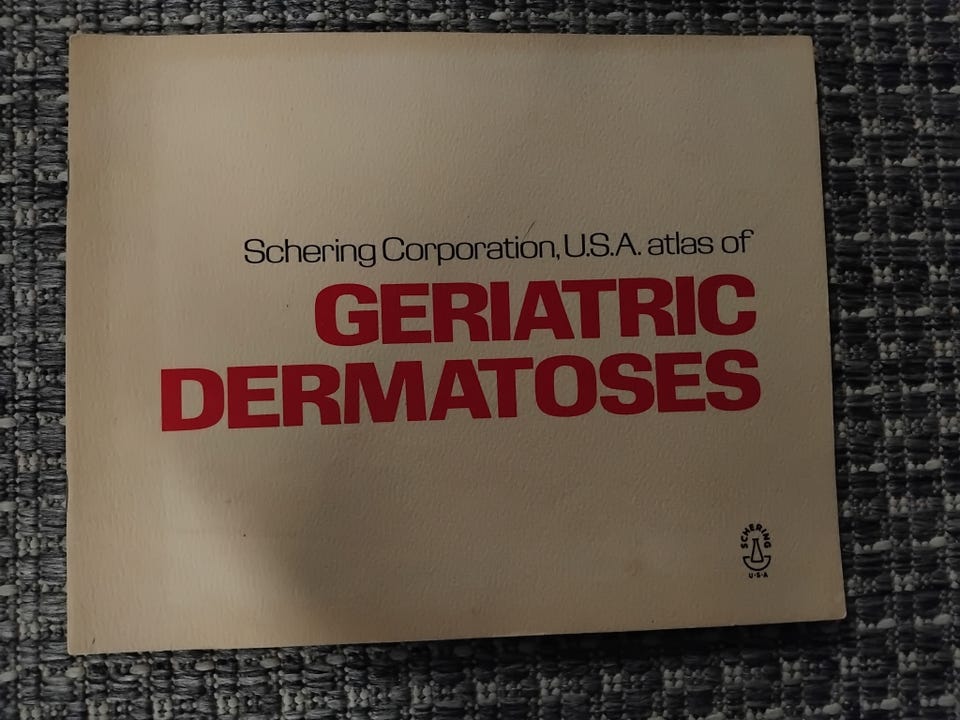 Schering Corporation, U.S.A. atlas of
GERIATRIC
DERMATOSES
SCHERING
U·S·A